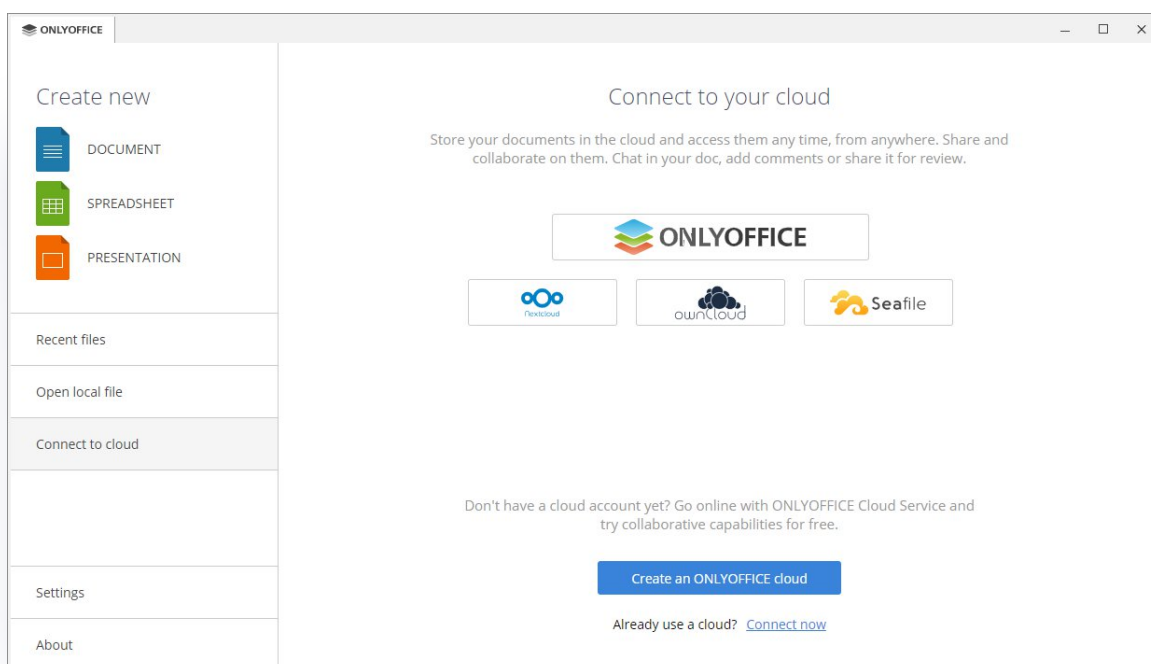 ONLYOFFICE
Create new
DOCUMENT
SPREADSHEET
PRESENTATION
Recent files
Open local file
Connect to cloud
Settings
About
Connect to your cloud
Store your documents in the cloud and access them any time, from anywhere. Share and
collaborate on them. Chat in your doc, add comments or share it for review.
ONLYOFFICE
nextcloud
ownCloud
Seafile
Don't have a cloud account yet? Go online with ONLYOFFICE Cloud Service and
try collaborative capabilities for free.
Create an ONLYOFFICE cloud
Already use a cloud? Connect now